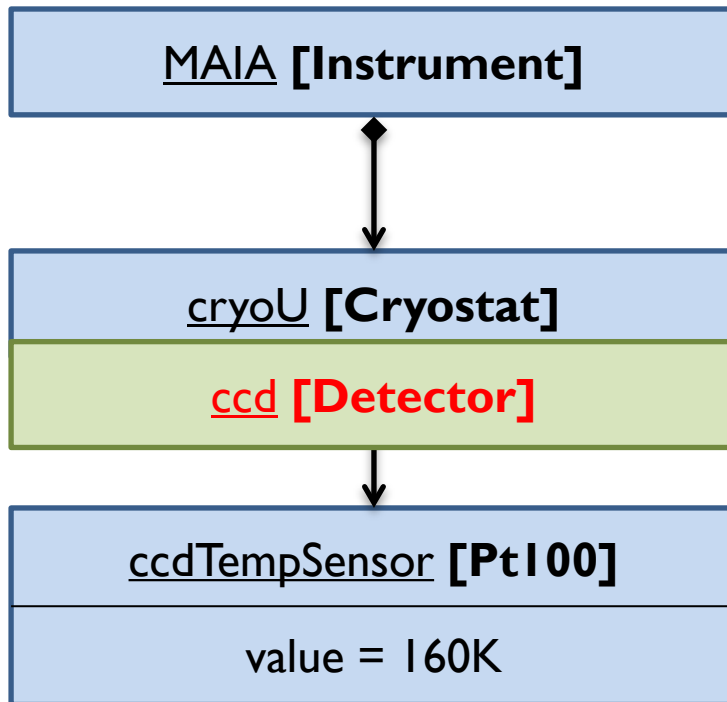 MAIA [Instrument]
cryoU [Cryostat]
ccd [Detector]
ccdTempSensor [Pt100]
value = 160K